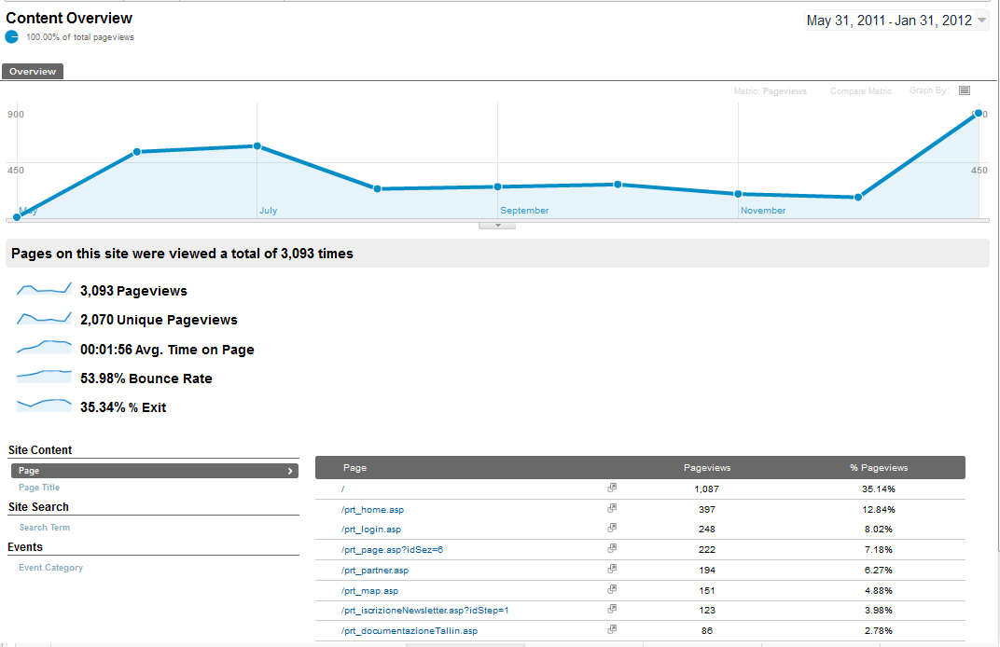 Content Overview
May 31, 2011 - Jan 31, 2012
100.00% of total pageviews
Overview
Metric: Pageviews Compare Metric Graph By:
900
450 450
May July September November
Pages on this site were viewed a total of 3,093 times
3,093 Pageviews
2,070 Unique Pageviews
00:01:56 Avg. Time on Page
53.98% Bounce Rate
35.34% % Exit
Site Content
Page
Page Title
Site Search
Search Term
Events
Event Category
Page Pageviews % Pageviews
/ 1,087 35.14%
/prt_home.asp 397 12.84%
/prt_login.asp 248 8.02%
/prt_page.asp?idSez=6 222 7.18%
/prt_partner.asp 194 6.27%
/prt_map.asp 151 4.88%
/prt_iscrizioneNewsletter.asp?idStep=1 123 3.98%
/prt_documentazioneTallin.asp 86 2.78%